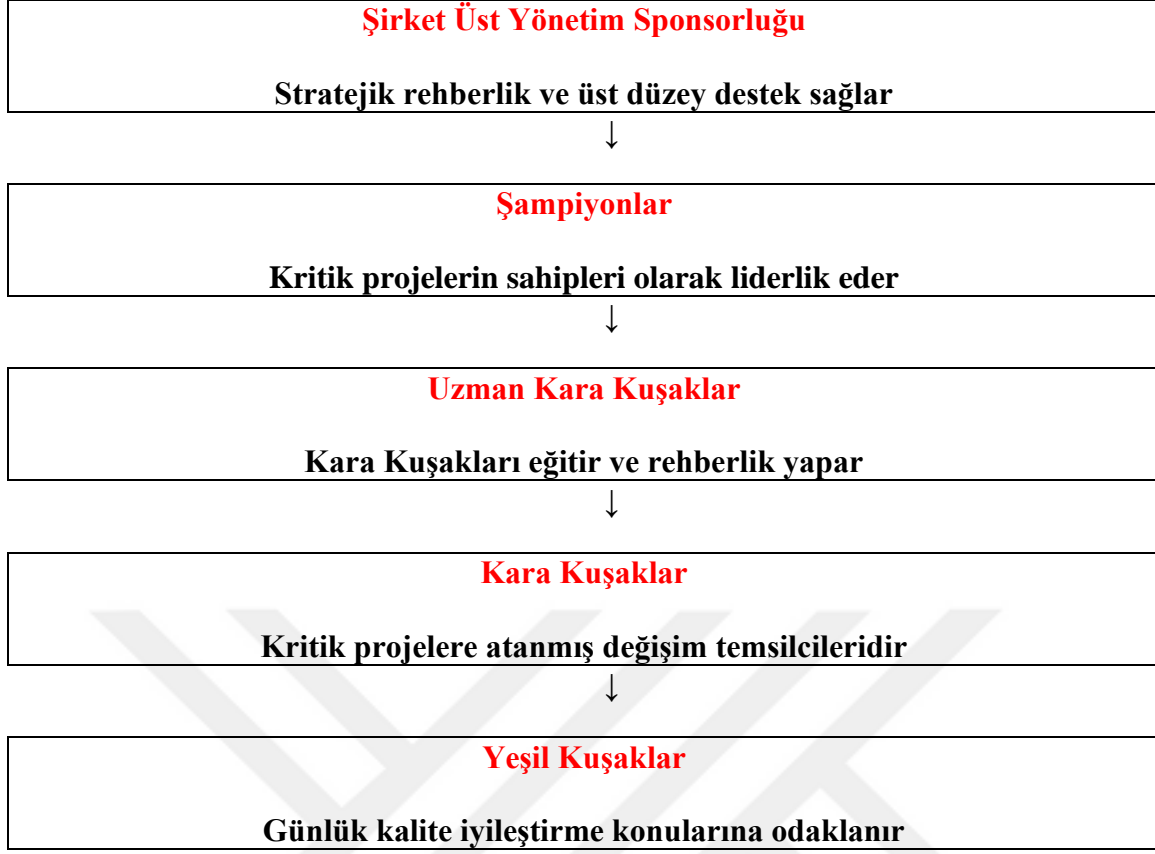 Şirket Üst Yönetim Sponsorluğu
Stratejik rehberlik ve üst düzey destek sağlar
↓
Şampiyonlar
Kritik projelerin sahipleri olarak liderlik eder
↓
Uzman Kara Kuşaklar
Kara Kuşakları eğitir ve rehberlik yapar
↓
Kara Kuşaklar
Kritik projelere atanmış değişim temsilcileridir
↓
Yeşil Kuşaklar
Günlük kalite iyileştirme konularına odaklanır